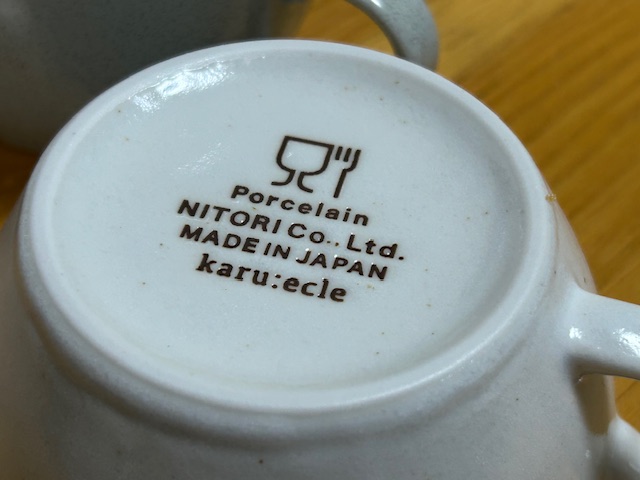 Porcelain
NITORI Co., Ltd.
MADE IN JAPAN
karu:ecle